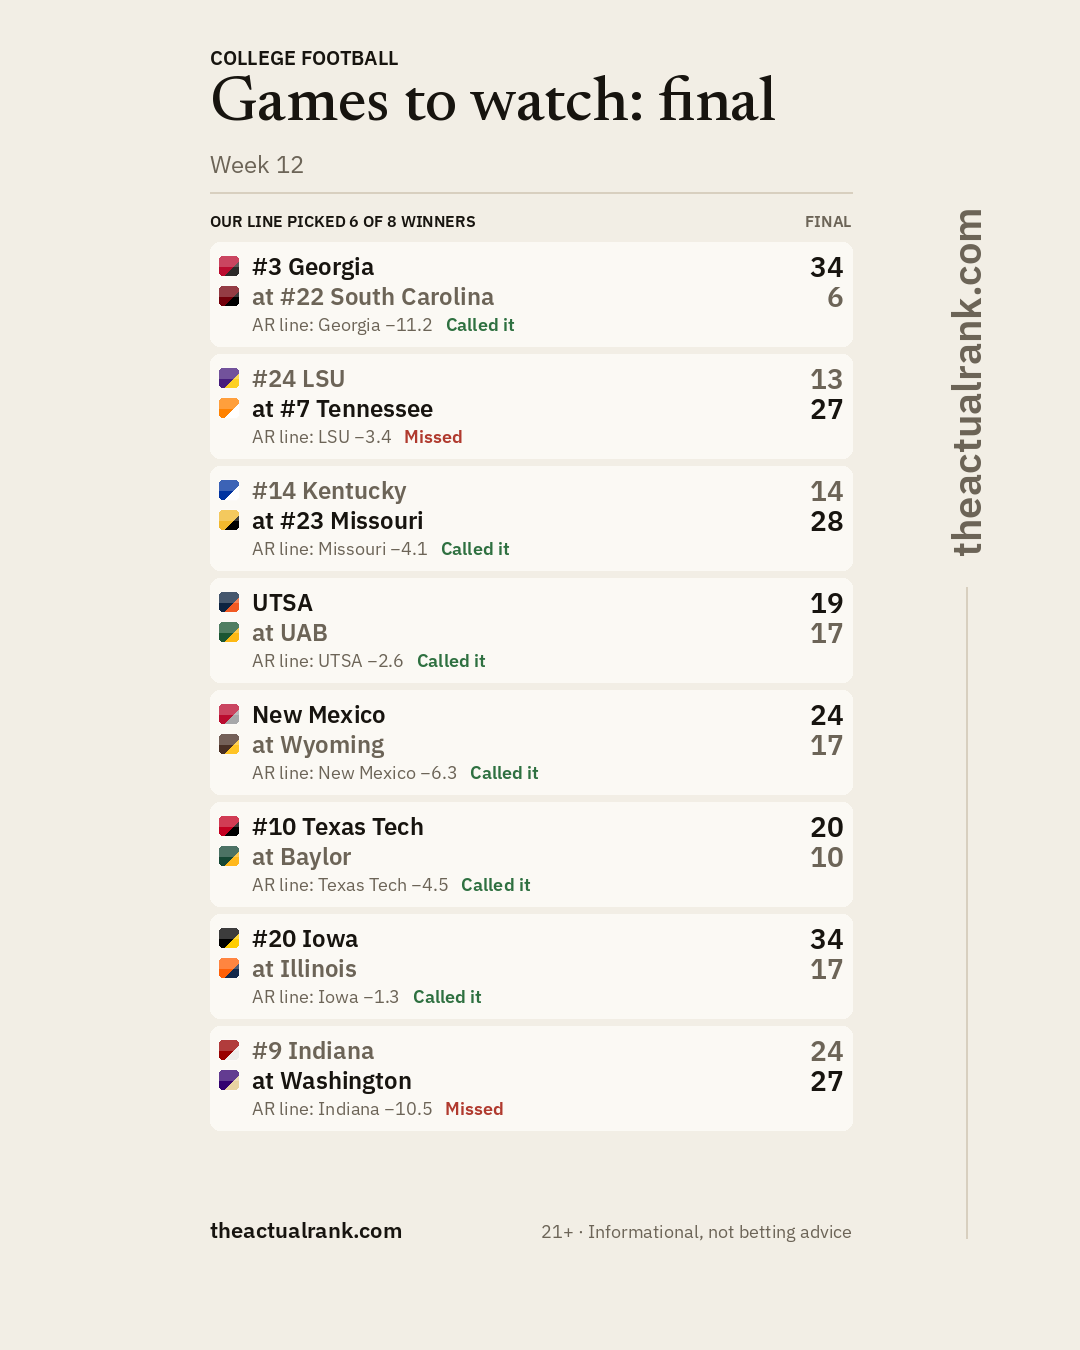 COLLEGE FOOTBALL
Games to watch: final
Week 12
OUR LINE PICKED 6 OF 8 WINNERS FINAL
#3 Georgia 34
at #22 South Carolina 6
AR line: Georgia −11.2 Called it
#24 LSU 13
at #7 Tennessee 27
AR line: LSU −3.4 Missed
#14 Kentucky 14
at #23 Missouri 28
AR line: Missouri −4.1 Called it
UTSA 19
at UAB 17
AR line: UTSA −2.6 Called it
New Mexico 24
at Wyoming 17
AR line: New Mexico −6.3 Called it
#10 Texas Tech 20
at Baylor 10
AR line: Texas Tech −4.5 Called it
#20 Iowa 34
at Illinois 17
AR line: Iowa −1.3 Called it
#9 Indiana 24
at Washington 27
AR line: Indiana −10.5 Missed
theactualrank.com 21+ · Informational, not betting advice
theactualrank.com